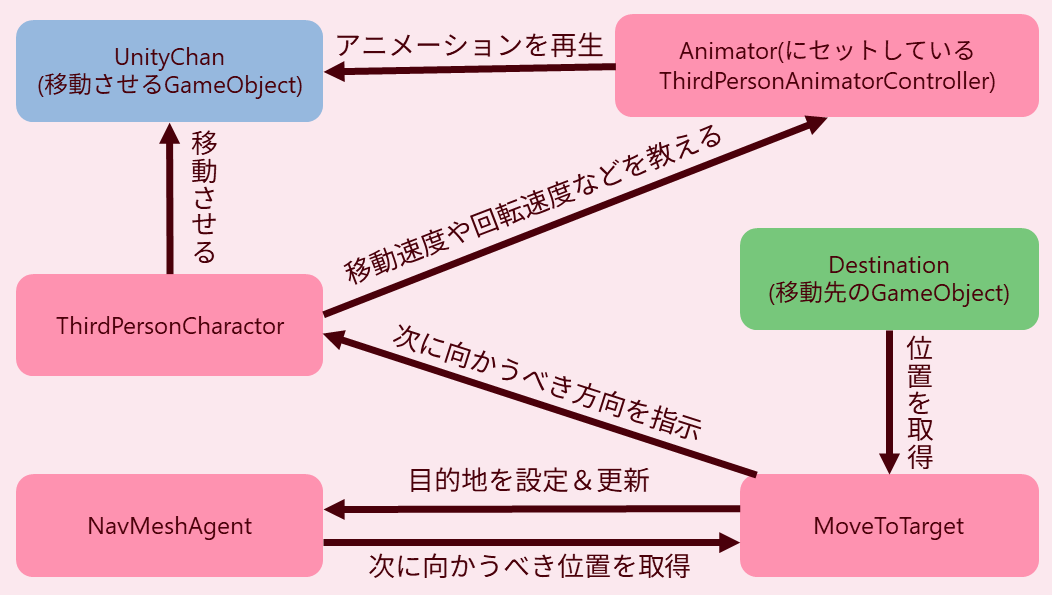 UnityChan
(移動させるGameObject)
アニメーションを再生
Animator(にセットしている
ThirdPersonAnimatorController)
移動させる
移動速度や回転速度などを教える
Destination
(移動先のGameObject)
ThirdPersonCharactor
次に向かうべき方向を指示
位置を取得
目的地を設定＆更新
NavMeshAgent
MoveToTarget
次に向かうべき位置を取得